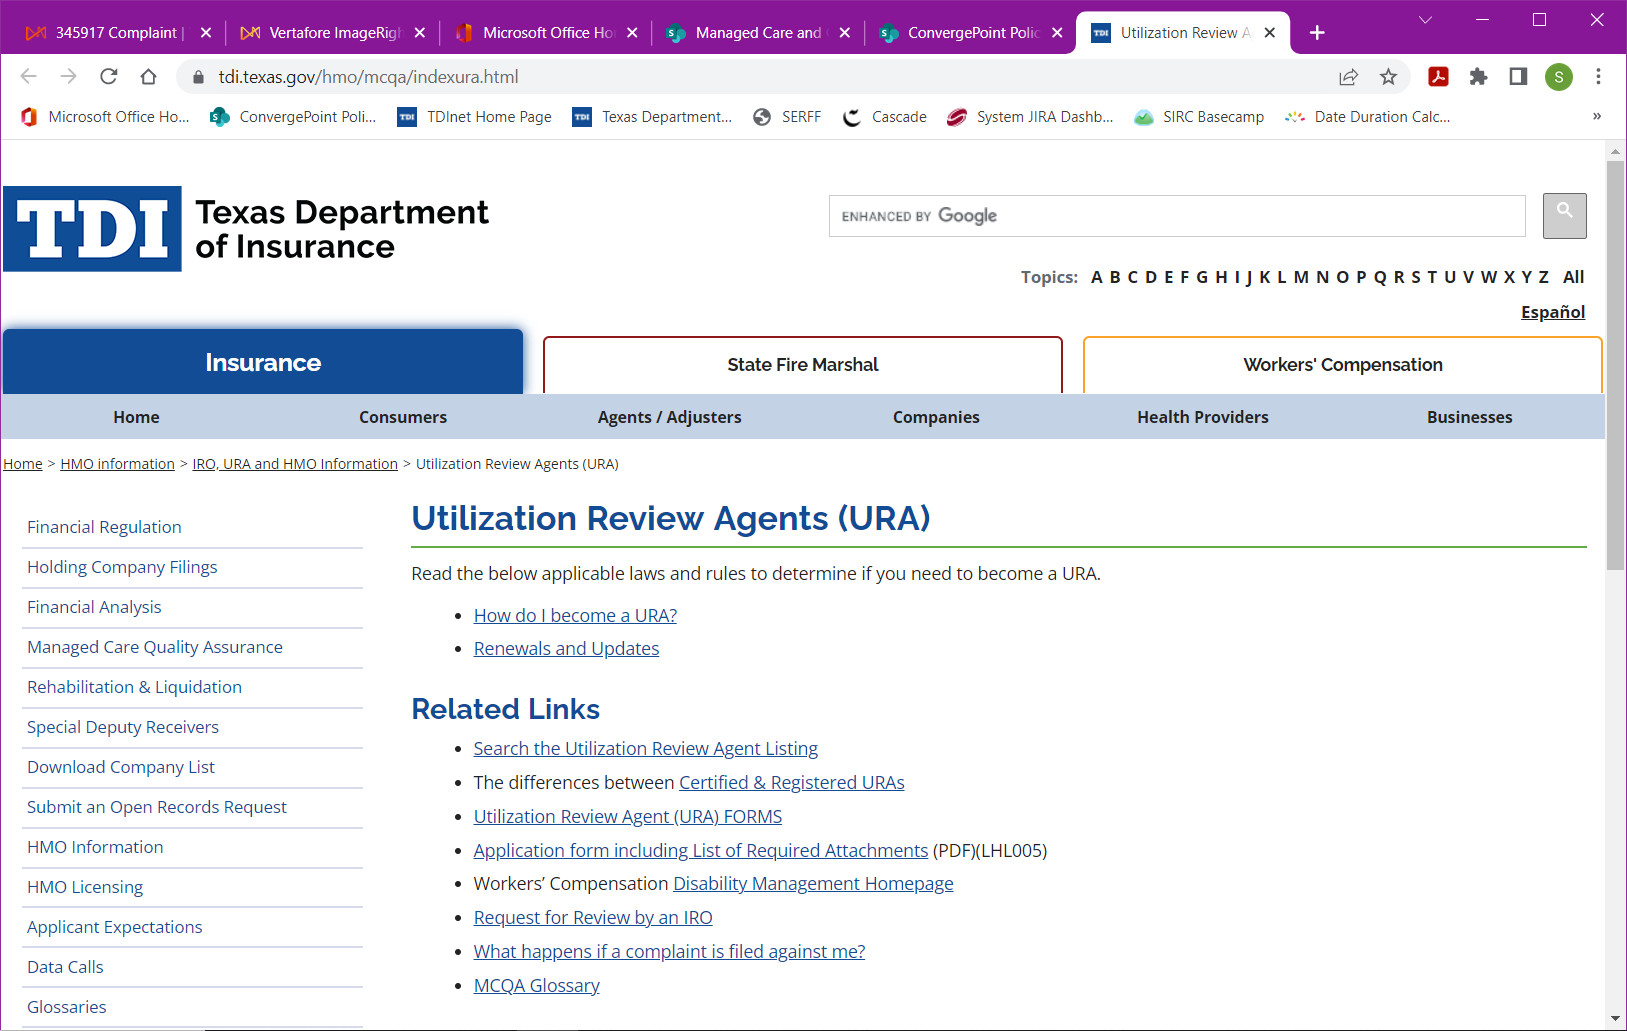 345917 Complaint |
Vertafore ImageRigh
Microsoft Office Ho
Managed Care and
ConvergePoint Polic
TDI Utilization Review A
tdi.texas.gov/hmo/mcqa/indexura.html
S
Microsoft Office Ho...
ConvergePoint Poli...
TDI TDInet Home Page
TDI Texas Department...
SERFF
Cascade
System JIRA Dashb...
SIRC Basecamp
Date Duration Calc...
»
TDI
Texas Department
of Insurance
ENHANCED BY Google
Topics: A B C D E F G H I J K L M N O P Q R S T U V W X Y Z All
Español
Insurance
State Fire Marshal
Workers' Compensation
Home Consumers Agents / Adjusters Companies Health Providers Businesses
Home > HMO information > IRO, URA and HMO Information > Utilization Review Agents (URA)
Financial Regulation
Holding Company Filings
Financial Analysis
Managed Care Quality Assurance
Rehabilitation & Liquidation
Special Deputy Receivers
Download Company List
Submit an Open Records Request
HMO Information
HMO Licensing
Applicant Expectations
Data Calls
Glossaries
Utilization Review Agents (URA)
Read the below applicable laws and rules to determine if you need to become a URA.
• How do I become a URA?
• Renewals and Updates
Related Links
• Search the Utilization Review Agent Listing
• The differences between Certified & Registered URAs
• Utilization Review Agent (URA) FORMS
• Application form including List of Required Attachments (PDF)(LHL005)
• Workers’ Compensation Disability Management Homepage
• Request for Review by an IRO
• What happens if a complaint is filed against me?
• MCQA Glossary